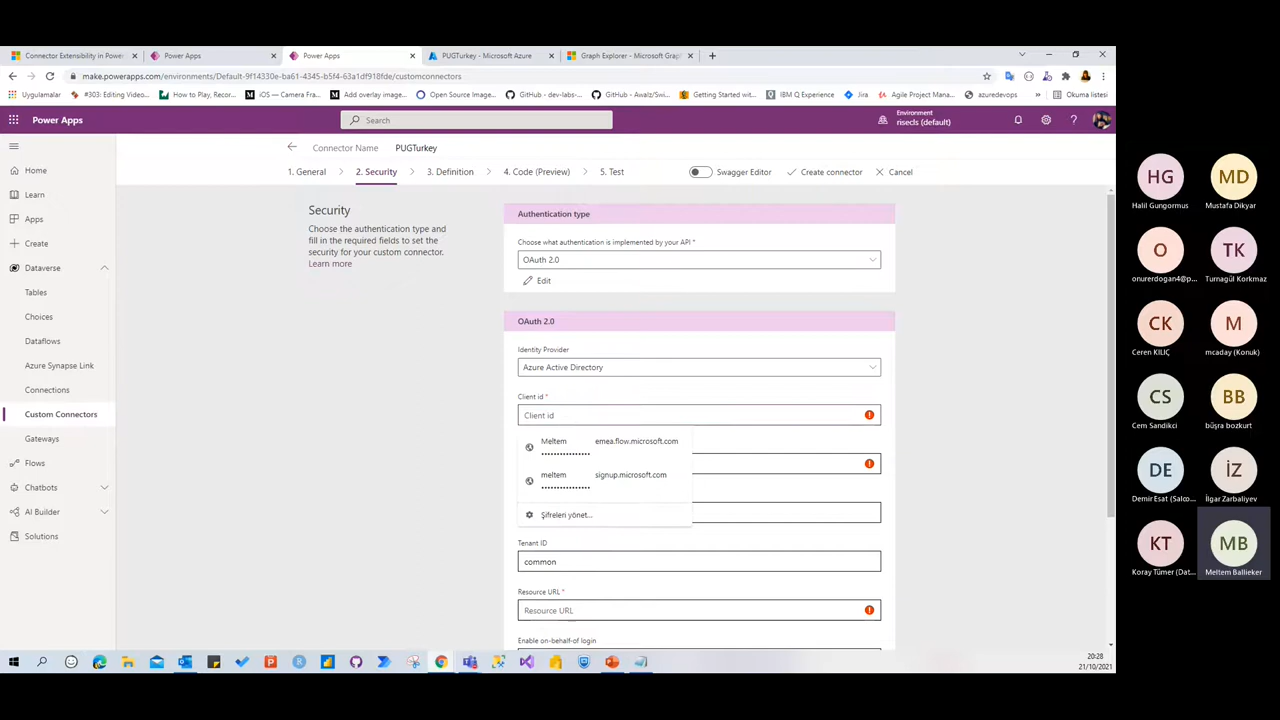 Connector Extensibility in Power
Power Apps
Power Apps
PUGTurkey - Microsoft Azure
Graph Explorer - Microsoft Grap
make.powerapps.com/environments/Default-9f14330e-ba61-4345-b5f4-63a1df918fde/customconnectors
Uygulamalar
#303: Editing Video...
How to Play, Recor...
iOS — Camera Fra...
Add overlay image...
Open Source Image...
GitHub - dev-labs-...
GitHub - Awalz/Swi...
Getting Started wit...
IBM Q Experience
Jira
Agile Project Mana...
azuredevops
»
Okuma listesi
Power Apps
Search
Environment
risecls (default)
Connector Name
PUGTurkey
1. General
2. Security
3. Definition
4. Code (Preview)
5. Test
Swagger Editor
Create connector
Cancel
Home
Learn
Apps
Create
Dataverse
Tables
Choices
Dataflows
Azure Synapse Link
Connections
Custom Connectors
Gateways
Flows
Chatbots
AI Builder
Solutions
Security
Choose the authentication type and
fill in the required fields to set the
security for your custom connector.
Learn more
Authentication type
Choose what authentication is implemented by your API *
OAuth 2.0
Edit
OAuth 2.0
Identity Provider
Azure Active Directory
Client id *
Client id
Meltem emea.flow.microsoft.com
••••••••••••••••
meltem signup.microsoft.com
••••••••••••••••
Şifreleri yönet...
Tenant ID
common
Resource URL *
Resource URL
Enable on-behalf-of login
20:28
21/10/2021
HG
Halil Gungormus
MD
Mustafa Dikyar
O
onurerdogan4@p...
TK
Turnagül Korkmaz
CK
Ceren KILIÇ
M
mcaday (Konuk)
CS
Cem Sandikci
BB
büşra bozkurt
DE
Demir Esat (Salco...
İZ
İlgar Zarbaliyev
KT
Koray Tümer (Dat...
MB
Meltem Ballieker